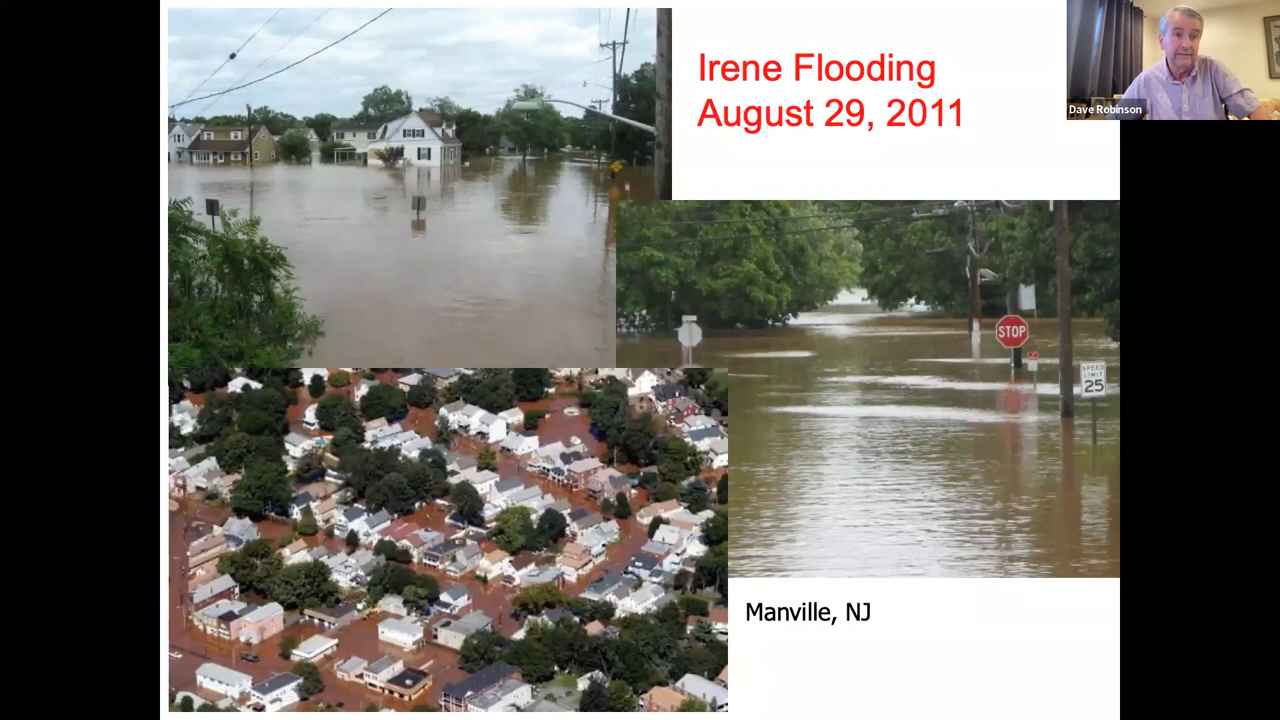 Irene Flooding
August 29, 2011
Dave Robinson
STOP
SPEED
LIMIT
25
Manville, NJ